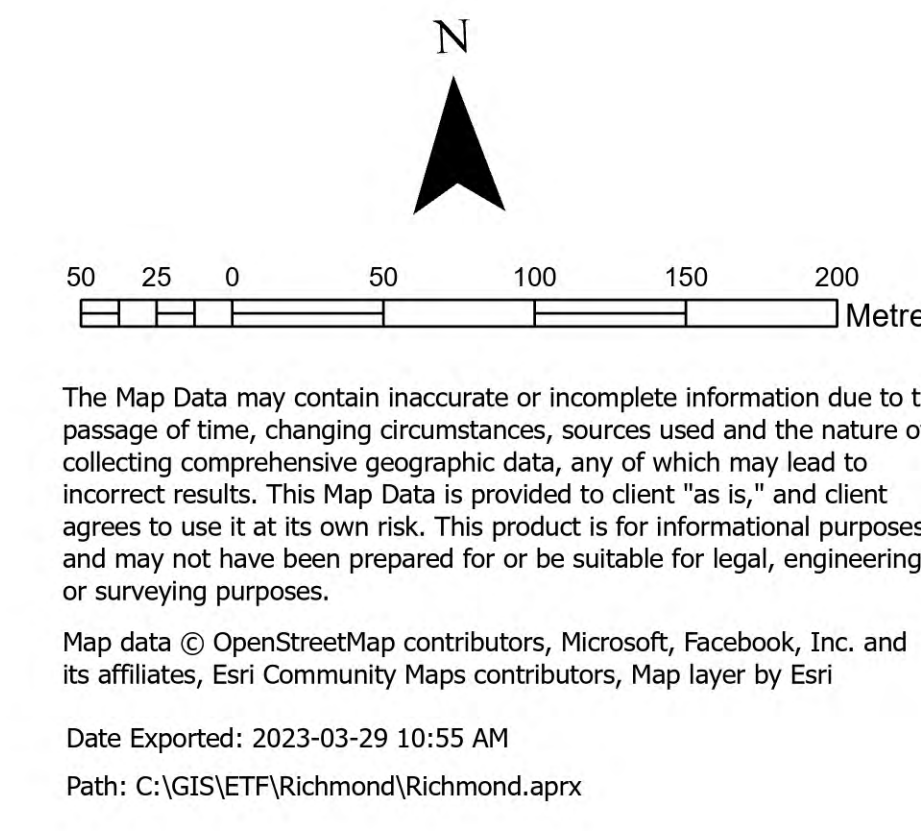 N
50 25 0 50 100 150 200
Metre
The Map Data may contain inaccurate or incomplete information due to t
passage of time, changing circumstances, sources used and the nature of
collecting comprehensive geographic data, any of which may lead to
incorrect results. This Map Data is provided to client "as is," and client
agrees to use it at its own risk. This product is for informational purposes
and may not have been prepared for or be suitable for legal, engineering
or surveying purposes.
Map data © OpenStreetMap contributors, Microsoft, Facebook, Inc. and
its affiliates, Esri Community Maps contributors, Map layer by Esri
Date Exported: 2023-03-29 10:55 AM
Path: C:\GIS\ETF\Richmond\Richmond.aprx